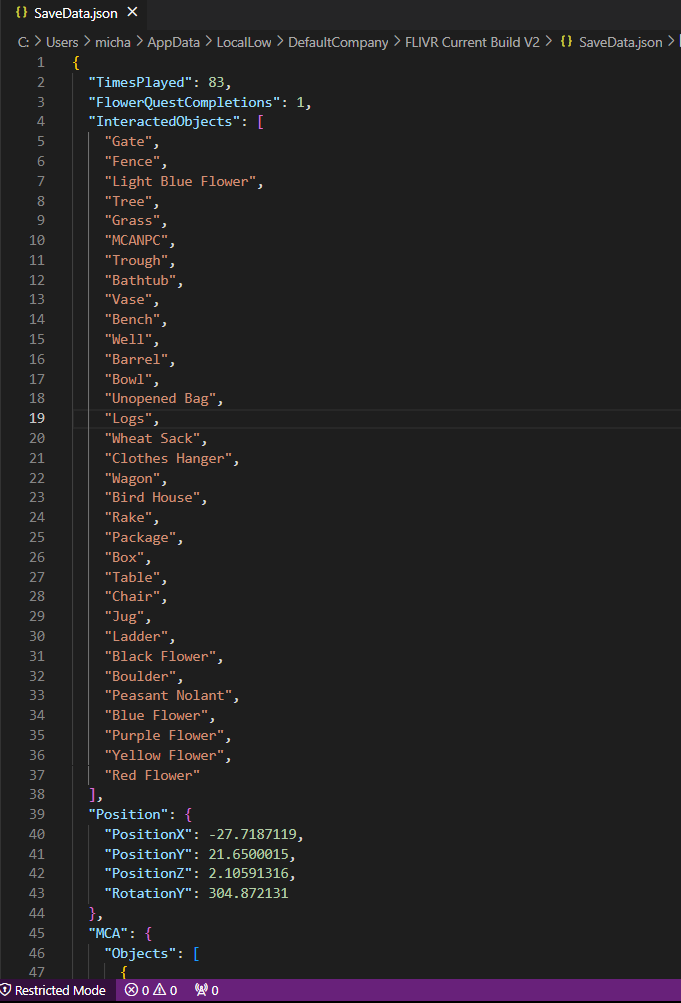 {} SaveData.json ×
C: > Users > micha > AppData > LocalLow > DefaultCompany > FLIVR Current Build V2 > {} SaveData.json >
1 {
2 "TimesPlayed": 83,
3 "FlowerQuestCompletions": 1,
4 "InteractedObjects": [
5 "Gate",
6 "Fence",
7 "Light Blue Flower",
8 "Tree",
9 "Grass",
10 "MCANPC",
11 "Trough",
12 "Bathtub",
13 "Vase",
14 "Bench",
15 "Well",
16 "Barrel",
17 "Bowl",
18 "Unopened Bag",
19 "Logs",
20 "Wheat Sack",
21 "Clothes Hanger",
22 "Wagon",
23 "Bird House",
24 "Rake",
25 "Package",
26 "Box",
27 "Table",
28 "Chair",
29 "Jug",
30 "Ladder",
31 "Black Flower",
32 "Boulder",
33 "Peasant Nolant",
34 "Blue Flower",
35 "Purple Flower",
36 "Yellow Flower",
37 "Red Flower"
38 ],
39 "Position": {
40 "PositionX": -27.7187119,
41 "PositionY": 21.6500015,
42 "PositionZ": 2.10591316,
43 "RotationY": 304.872131
44 },
45 "MCA": {
46 "Objects": [
47 {
Restricted Mode 0 0 0